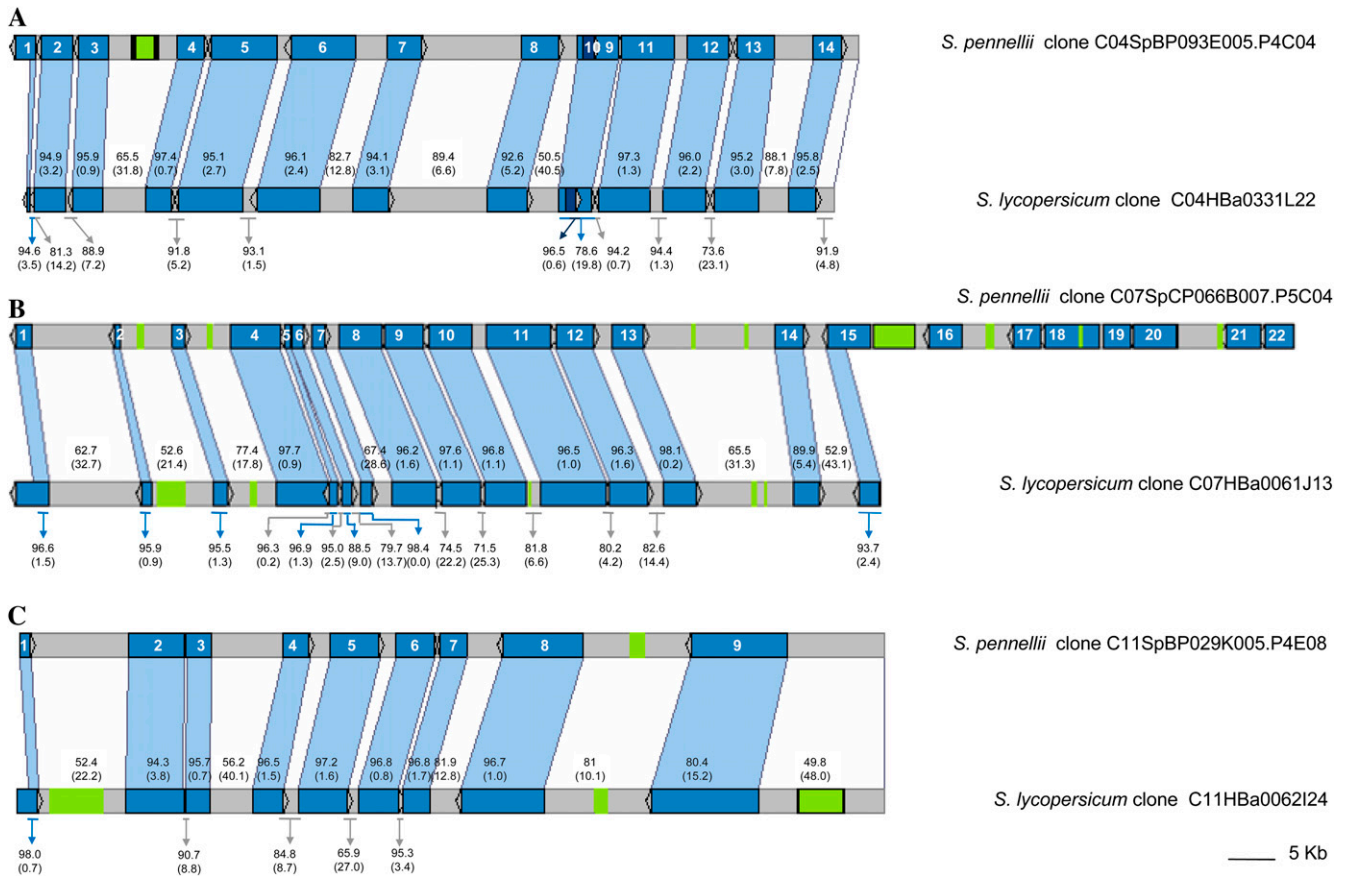 A
1 2 3 4 5 6 7 8 10 9 11 12 13 14
S. pennellii clone C04SpBP093E005.P4C04
94.9 95.9 65.5 97.4 95.1 96.1 82.7 94.1 89.4 92.6 50.5 97.3 96.0 95.2 88.1 95.8
(3.2) (0.9) (31.8) (0.7) (2.7) (2.4) (12.8) (3.1) (6.6) (5.2) (40.5) (1.3) (2.2) (3.0) (7.8) (2.5)
S. lycopersicum clone C04HBa0331L22
94.6 81.3 88.9 91.8 93.1 96.5 78.6 94.2 94.4 73.6 91.9
(3.5) (14.2) (7.2) (5.2) (1.5) (0.6) (19.8) (0.7) (1.3) (23.1) (4.8)
S. pennellii clone C07SpCP066B007.P5C04
B
1 2 3 4 5 6 7 8 9 10 11 12 13 14 15 16 17 18 19 20 21 22
62.7 52.6 77.4 97.7 67.4 96.2 97.6 96.8 96.5 96.3 98.1 65.5 89.9 52.9
(32.7) (21.4) (17.8) (0.9) (28.6) (1.6) (1.1) (1.1) (1.0) (1.6) (0.2) (31.3) (5.4) (43.1)
S. lycopersicum clone C07HBa0061J13
96.6 95.9 95.5 96.3 96.9 95.0 88.5 79.7 98.4 74.5 71.5 81.8 80.2 82.6 93.7
(1.5) (0.9) (1.3) (0.2) (1.3) (2.5) (9.0) (13.7) (0.0) (22.2) (25.3) (6.6) (4.2) (14.4) (2.4)
C
1 2 3 4 5 6 7 8 9
S. pennellii clone C11SpBP029K005.P4E08
52.4 94.3 95.7 56.2 96.5 97.2 96.8 96.8 81.9 96.7 81 80.4 49.8
(22.2) (3.8) (0.7) (40.1) (1.5) (1.6) (0.8) (1.7) (12.8) (1.0) (10.1) (15.2) (48.0)
S. lycopersicum clone C11HBa0062I24
98.0 90.7 84.8 65.9 95.3
(0.7) (8.8) (8.7) (27.0) (3.4)
5 Kb